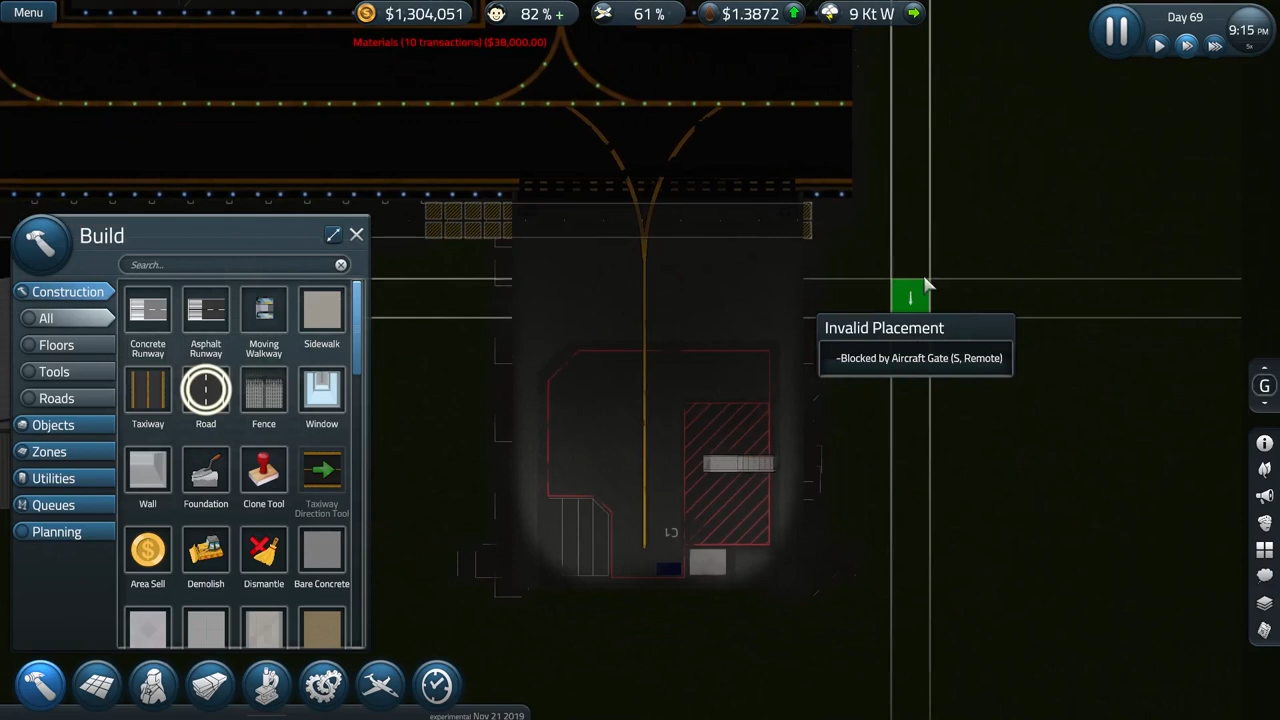 Menu
$1,304,051
82 % +
61 %
$1.3872
9 Kt W
Day 69
9:15 PM
5x
Materials (10 transactions) ($38,000.00)
Build
Search...
Construction
All
Floors
Tools
Roads
Objects
Zones
Utilities
Queues
Planning
Concrete Runway
Asphalt Runway
Moving Walkway
Sidewalk
Taxiway
Road
Fence
Window
Wall
Foundation
Clone Tool
Taxiway Direction Tool
Area Sell
Demolish
Dismantle
Bare Concrete
Invalid Placement
-Blocked by Aircraft Gate (S, Remote)
C1
G
experimental Nov 21 2019